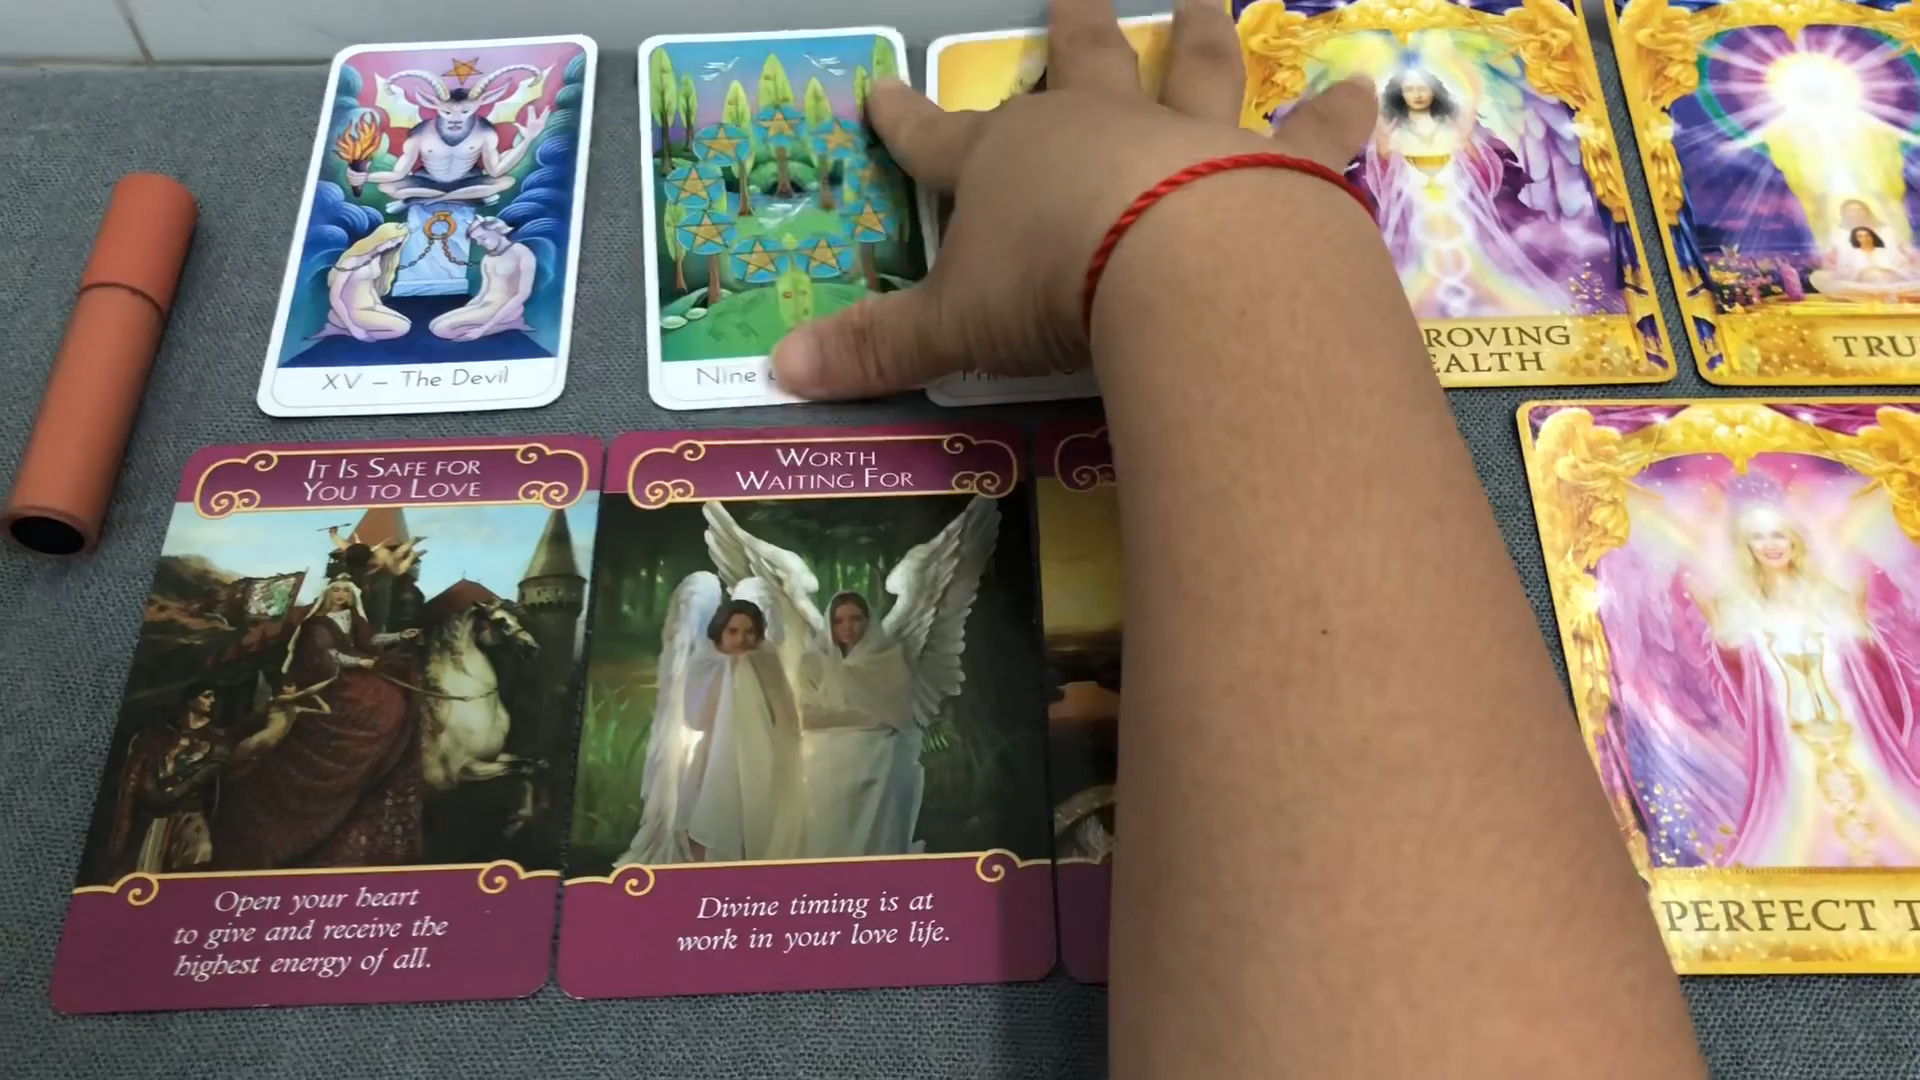 XV – The Devil
Nine
ROVING
EALTH
TRU
IT IS SAFE FOR
YOU TO LOVE
WORTH
WAITING FOR
Open your heart
to give and receive the
highest energy of all.
Divine timing is at
work in your love life.
PERFECT T